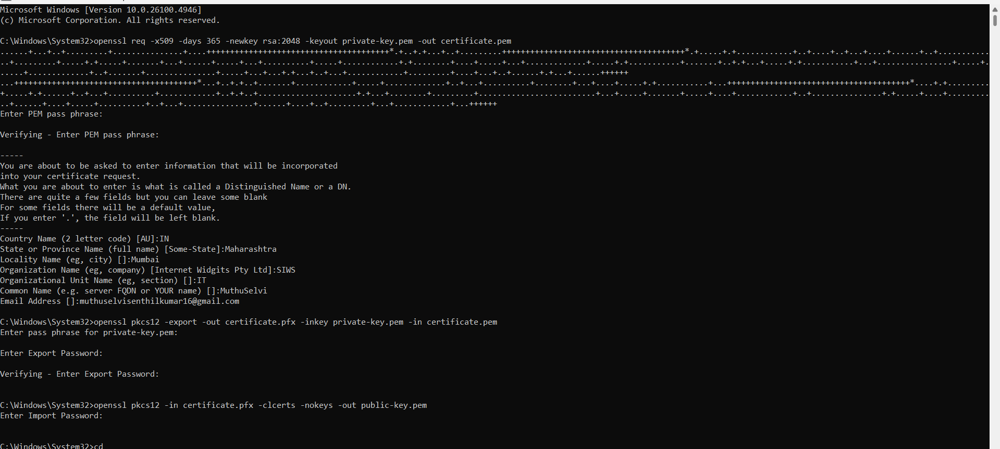 Microsoft Windows [Version 10.0.26100.4946]
(c) Microsoft Corporation. All rights reserved.
C:\Windows\System32>openssl req -x509 -days 365 -newkey rsa:2048 -keyout private-key.pem -out certificate.pem
Enter PEM pass phrase:
Verifying - Enter PEM pass phrase:
-----
You are about to be asked to enter information that will be incorporated
into your certificate request.
What you are about to enter is what is called a Distinguished Name or a DN.
There are quite a few fields but you can leave some blank
For some fields there will be a default value,
If you enter '.', the field will be left blank.
-----
Country Name (2 letter code) [AU]:IN
State or Province Name (full name) [Some-State]:Maharashtra
Locality Name (eg, city) []:Mumbai
Organization Name (eg, company) [Internet Widgits Pty Ltd]:SIWS
Organizational Unit Name (eg, section) []:IT
Common Name (e.g. server FQDN or YOUR name) []:MuthuSelvi
Email Address []:muthuselvisenthilkumar16@gmail.com
C:\Windows\System32>openssl pkcs12 -export -out certificate.pfx -inkey private-key.pem -in certificate.pem
Enter pass phrase for private-key.pem:
Enter Export Password:
Verifying - Enter Export Password:
C:\Windows\System32>openssl pkcs12 -in certificate.pfx -clcerts -nokeys -out public-key.pem
Enter Import Password:
C:\Windows\System32>cd